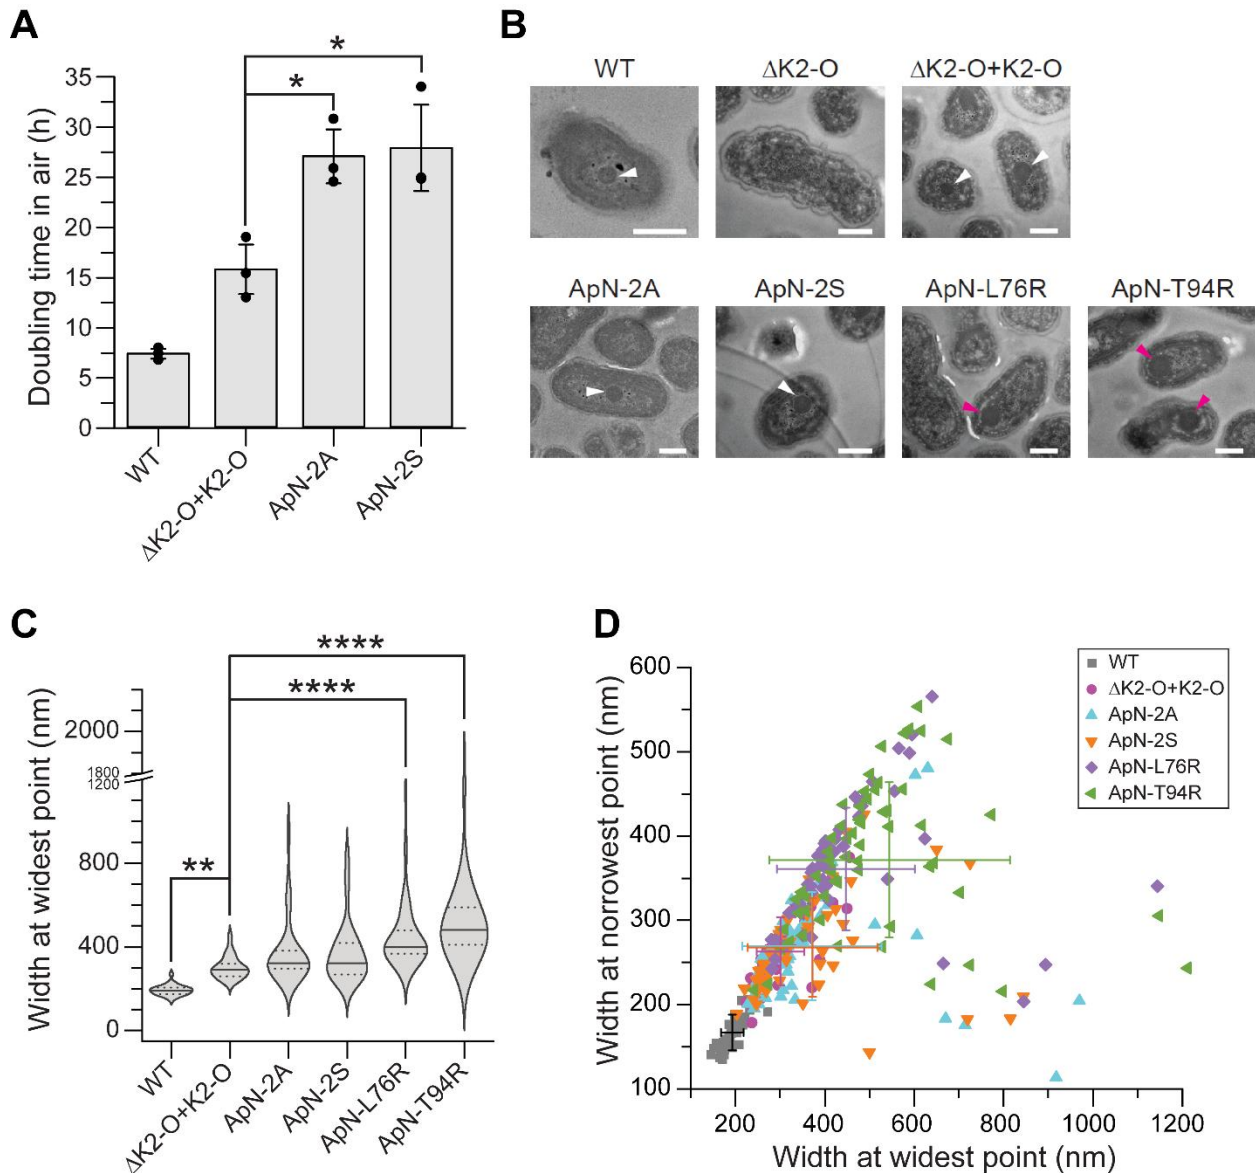 A
Doubling time in air (h)
35
30
25
20
15
10
5
0
*
*
WT
ΔK2-O+K2-O
ApN-2A
ApN-2S
B
WT
ΔK2-O
ΔK2-O+K2-O
ApN-2A
ApN-2S
ApN-L76R
ApN-T94R
C
Width at widest point (nm)
2000
1800
1200
800
400
0
****
****
**
WT
ΔK2-O+K2-O
ApN-2A
ApN-2S
ApN-L76R
ApN-T94R
D
Width at norrowest point (nm)
600
500
400
300
200
100
200
400
600
800
1000
1200
Width at widest point (nm)
WT
ΔK2-O+K2-O
ApN-2A
ApN-2S
ApN-L76R
ApN-T94R